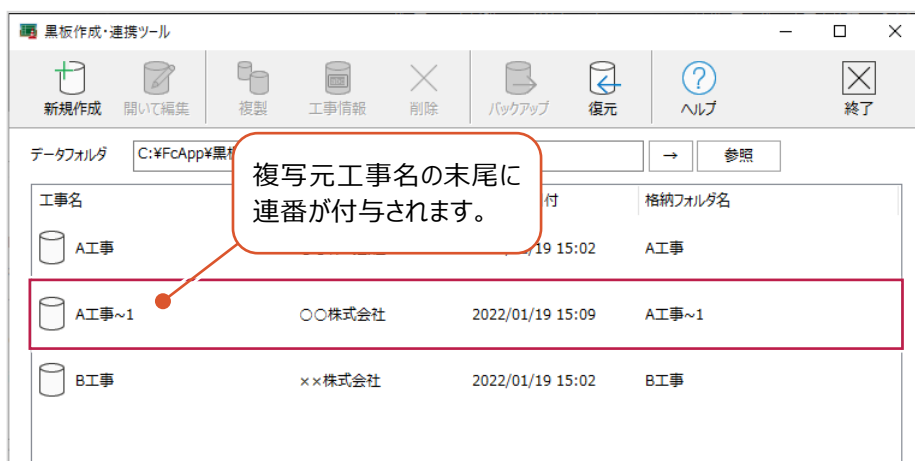 黒板作成・連携ツール
新規作成 開いて編集 複製 工事情報 削除 バックアップ 復元 ヘルプ 終了
データフォルダ C:¥FcApp¥黒 → 参照
複写元工事名の末尾に
連番が付与されます。
工事名 付 格納フォルダ名
A工事 /19 15:02 A工事
A工事~1 〇〇株式会社 2022/01/19 15:09 A工事~1
B工事 ××株式会社 2022/01/19 15:02 B工事